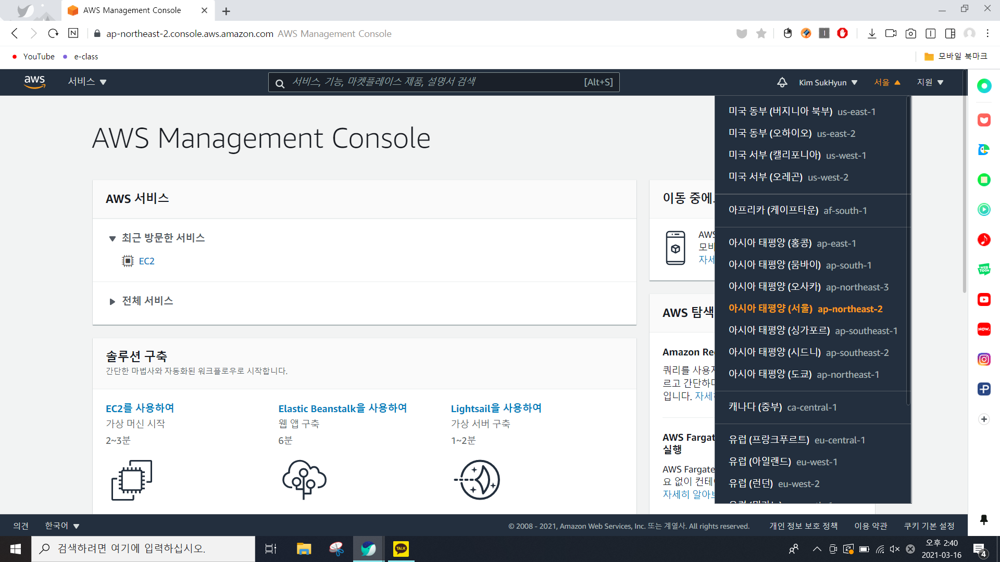 AWS Management Console
N
ap-northeast-2.console.aws.amazon.com AWS Management Console
YouTube
e-class
모바일 북마크
aws
서비스
서비스, 기능, 마켓플레이스 제품, 설명서 검색
[Alt+S]
Kim SukHyun
서울
지원
AWS Management Console
AWS 서비스
최근 방문한 서비스
EC2
전체 서비스
솔루션 구축
간단한 마법사와 자동화된 워크플로우로 시작합니다.
EC2를 사용하여
가상 머신 시작
2~3분
Elastic Beanstalk을 사용하여
웹 앱 구축
6분
Lightsail을 사용하여
가상 서버 구축
1~2분
이동 중에
AWS
모바
자세
AWS 탐색
Amazon Re
쿼리를 사용
르고 간단하
입니다. 자세
AWS Fargat
실행
AWS Fargate
요 없이 컨테
자세히 알아
미국 동부 (버지니아 북부) us-east-1
미국 동부 (오하이오) us-east-2
미국 서부 (캘리포니아) us-west-1
미국 서부 (오레곤) us-west-2
아프리카 (케이프타운) af-south-1
아시아 태평양 (홍콩) ap-east-1
아시아 태평양 (뭄바이) ap-south-1
아시아 태평양 (오사카) ap-northeast-3
아시아 태평양 (서울) ap-northeast-2
아시아 태평양 (싱가포르) ap-southeast-1
아시아 태평양 (시드니) ap-southeast-2
아시아 태평양 (도쿄) ap-northeast-1
캐나다 (중부) ca-central-1
유럽 (프랑크푸르트) eu-central-1
유럽 (아일랜드) eu-west-1
유럽 (런던) eu-west-2
WEB
TOON
NOW.
의견
한국어
© 2008 - 2021, Amazon Web Services, Inc. 또는 계열사. All rights reserved.
개인 정보 보호 정책
이용 약관
쿠키 기본 설정
검색하려면 여기에 입력하십시오.
TALK
오후 2:40
2021-03-16
4